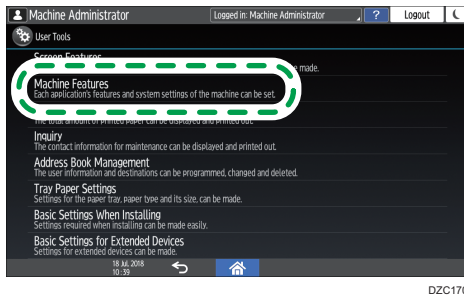 Machine Administrator
Logged in: Machine Administrator
?
Logout
User Tools
Screen Features
e made.
Machine Features
Each application's features and system settings of the machine can be set.
The total amount of printed paper can be displayed and printed out.
Inquiry
The contact information for maintenance can be displayed and printed out.
Address Book Management
The user information and destinations can be programmed, changed and deleted.
Tray Paper Settings
Settings for the paper tray, paper type and its size, can be made.
Basic Settings When Installing
Settings required when installing can be made easily.
Basic Settings for Extended Devices
Settings for extended devices can be made.
18 Jul. 2018
10:39
DZC170